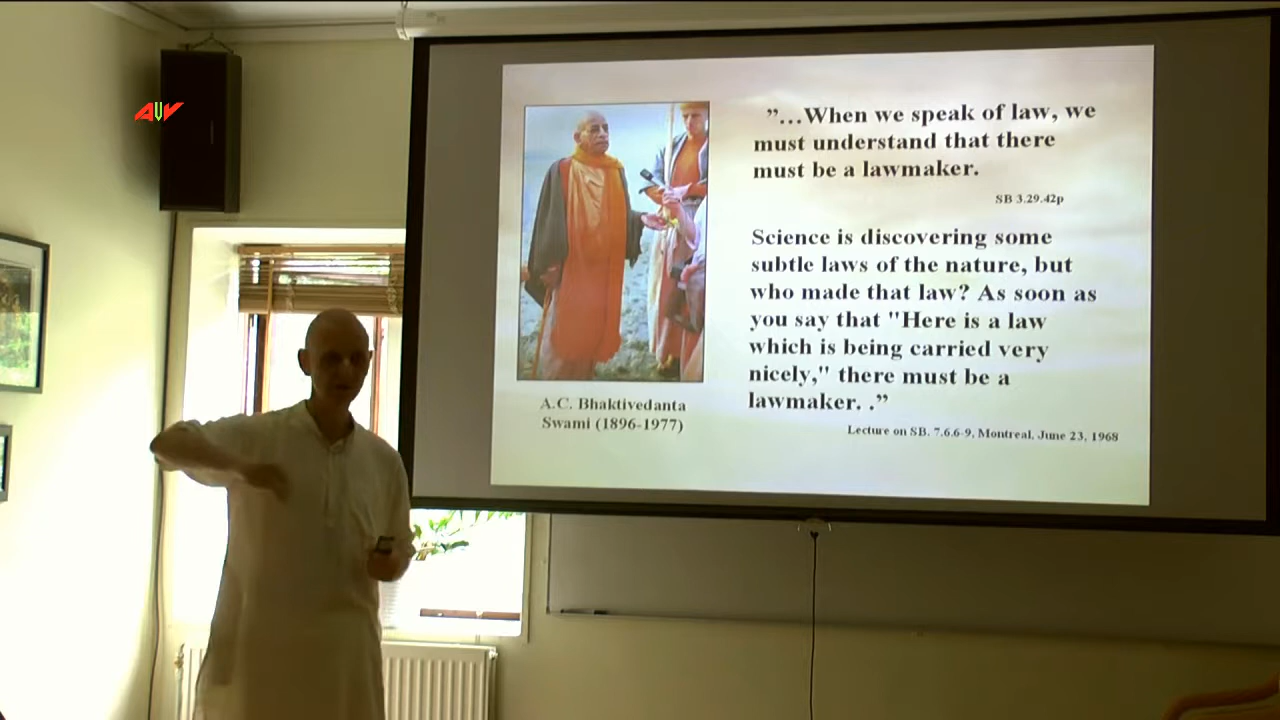 AVV
”...When we speak of law, we
must understand that there
must be a lawmaker.
SB 3.29.42p
Science is discovering some
subtle laws of the nature, but
who made that law? As soon as
you say that "Here is a law
which is being carried very
nicely," there must be a
lawmaker. .”
Lecture on SB. 7.6.6-9, Montreal, June 23, 1968
A.C. Bhaktivedanta
Swami (1896-1977)